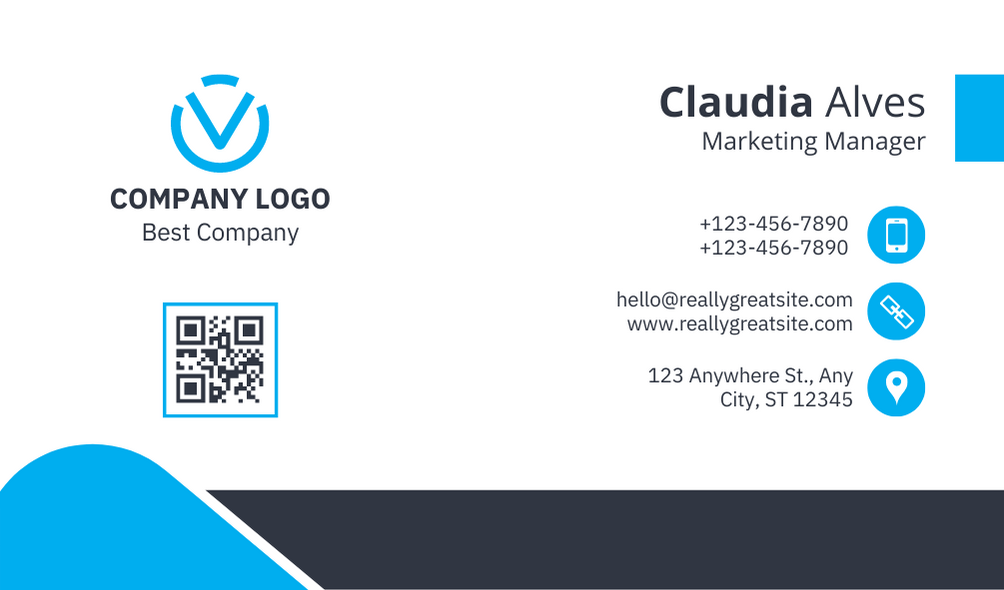 COMPANY LOGO
Best Company
Claudia Alves
Marketing Manager
+123-456-7890
+123-456-7890
hello@reallygreatsite.com
www.reallygreatsite.com
123 Anywhere St., Any
City, ST 12345